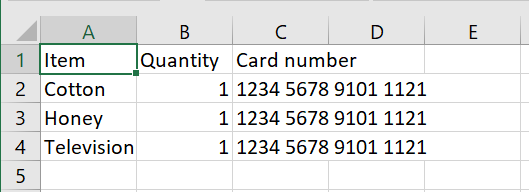 A B C D E
1 Item Quantity Card number
2 Cotton 1 1234 5678 9101 1121
3 Honey 1 1234 5678 9101 1121
4 Television 1 1234 5678 9101 1121
5